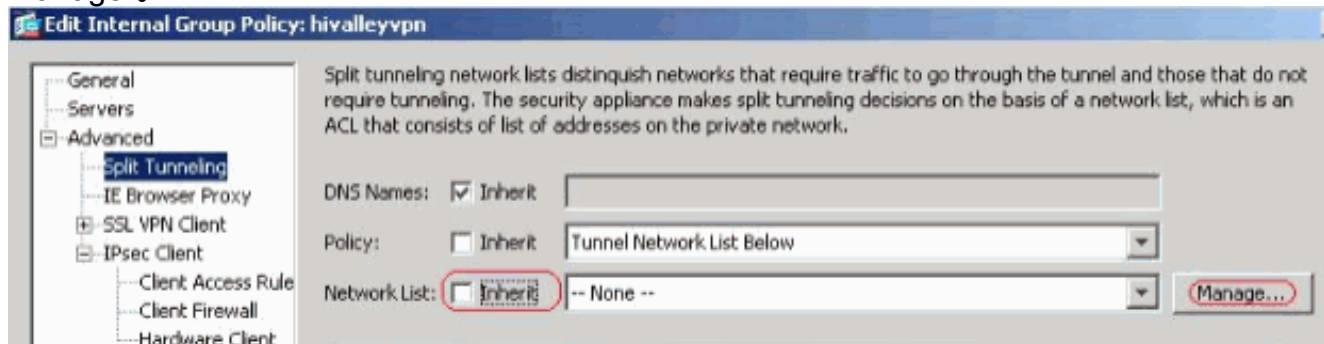 Edit Internal Group Policy: hivalleyvpn
General
Servers
Advanced
Split Tunneling
IE Browser Proxy
SSL VPN Client
IPsec Client
Client Access Rule
Client Firewall
Hardware Client
Split tunneling network lists distinguish networks that require traffic to go through the tunnel and those that do not
require tunneling. The security appliance makes split tunneling decisions on the basis of a network list, which is an
ACL that consists of list of addresses on the private network.
DNS Names: Inherit
Policy: Inherit Tunnel Network List Below
Network List: Inherit -- None -- Manage...